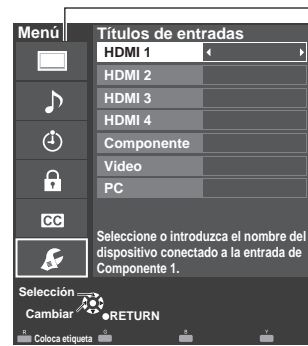 Menú
Títulos de entradas
HDMI 1
HDMI 2
HDMI 3
HDMI 4
Componente
Video
PC
CC
Seleccione o introduzca el nombre del
dispositivo conectado a la entrada de
Componente 1.
Selección
Cambiar
RETURN
R G B Y
Coloca etiqueta